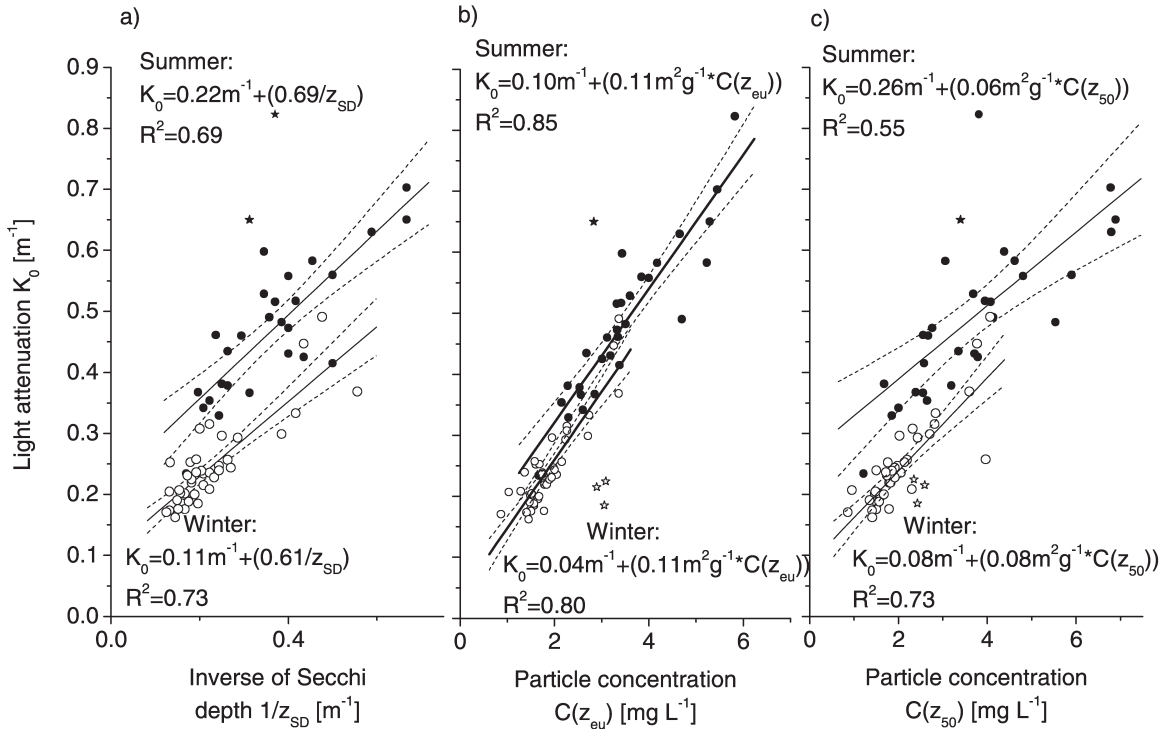 a)
Summer:
K₀=0.22m⁻¹+(0.69/z_SD)
R²=0.69
b)
Summer:
K₀=0.10m⁻¹+(0.11m²g⁻¹*C(z_eu))
R²=0.85
c)
Summer:
K₀=0.26m⁻¹+(0.06m²g⁻¹*C(z₅₀))
R²=0.55
0.9
0.8
0.7
0.6
0.5
0.4
0.3
0.2
0.1
0.0
Light attenuation K₀ [m⁻¹]
Winter:
K₀=0.11m⁻¹+(0.61/z_SD)
R²=0.73
Winter:
K₀=0.04m⁻¹+(0.11m²g⁻¹*C(z_eu))
R²=0.80
Winter:
K₀=0.08m⁻¹+(0.08m²g⁻¹*C(z₅₀))
R²=0.73
0.0 0.4
0 2 4 6
0 2 4 6
Inverse of Secchi
depth 1/z_SD [m⁻¹]
Particle concentration
C(z_eu) [mg L⁻¹]
Particle concentration
C(z₅₀) [mg L⁻¹]